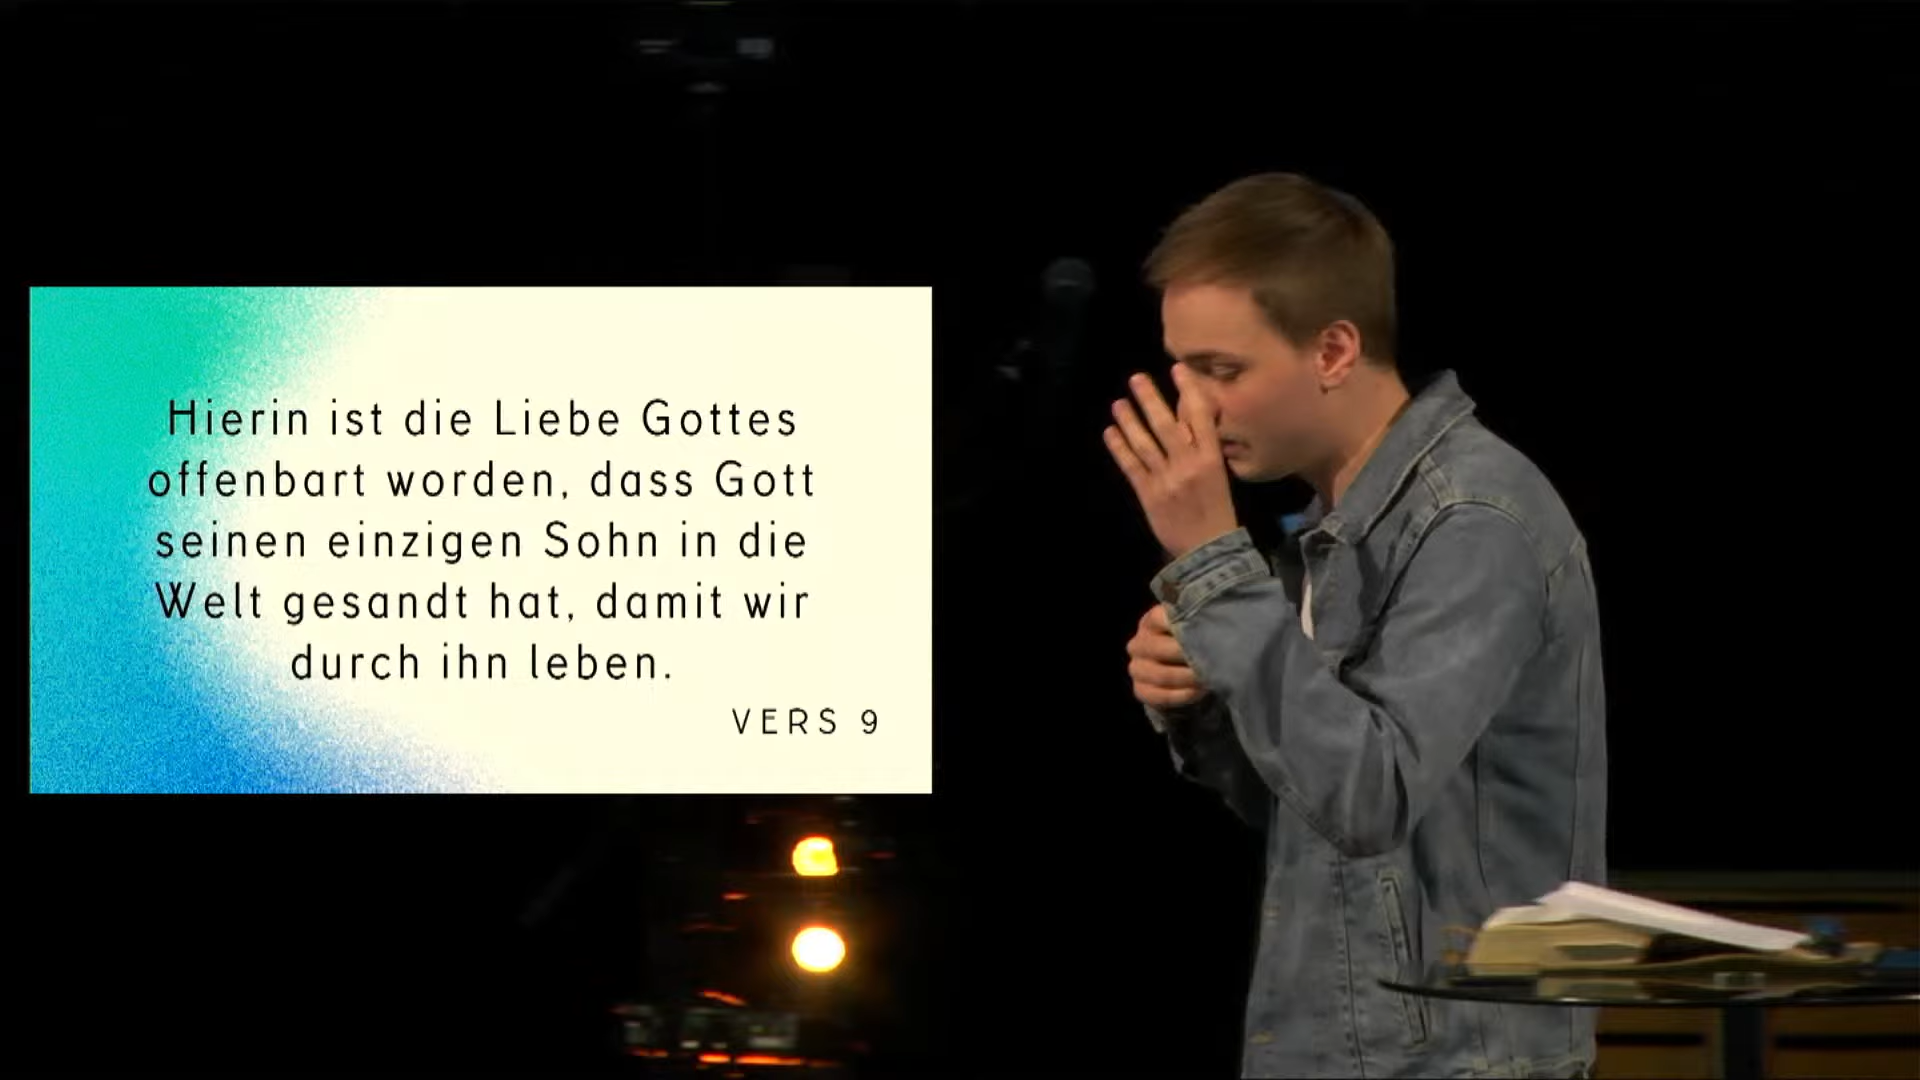 Hierin ist die Liebe Gottes
offenbart worden, dass Gott
seinen einzigen Sohn in die
Welt gesandt hat, damit wir
durch ihn leben.
VERS 9